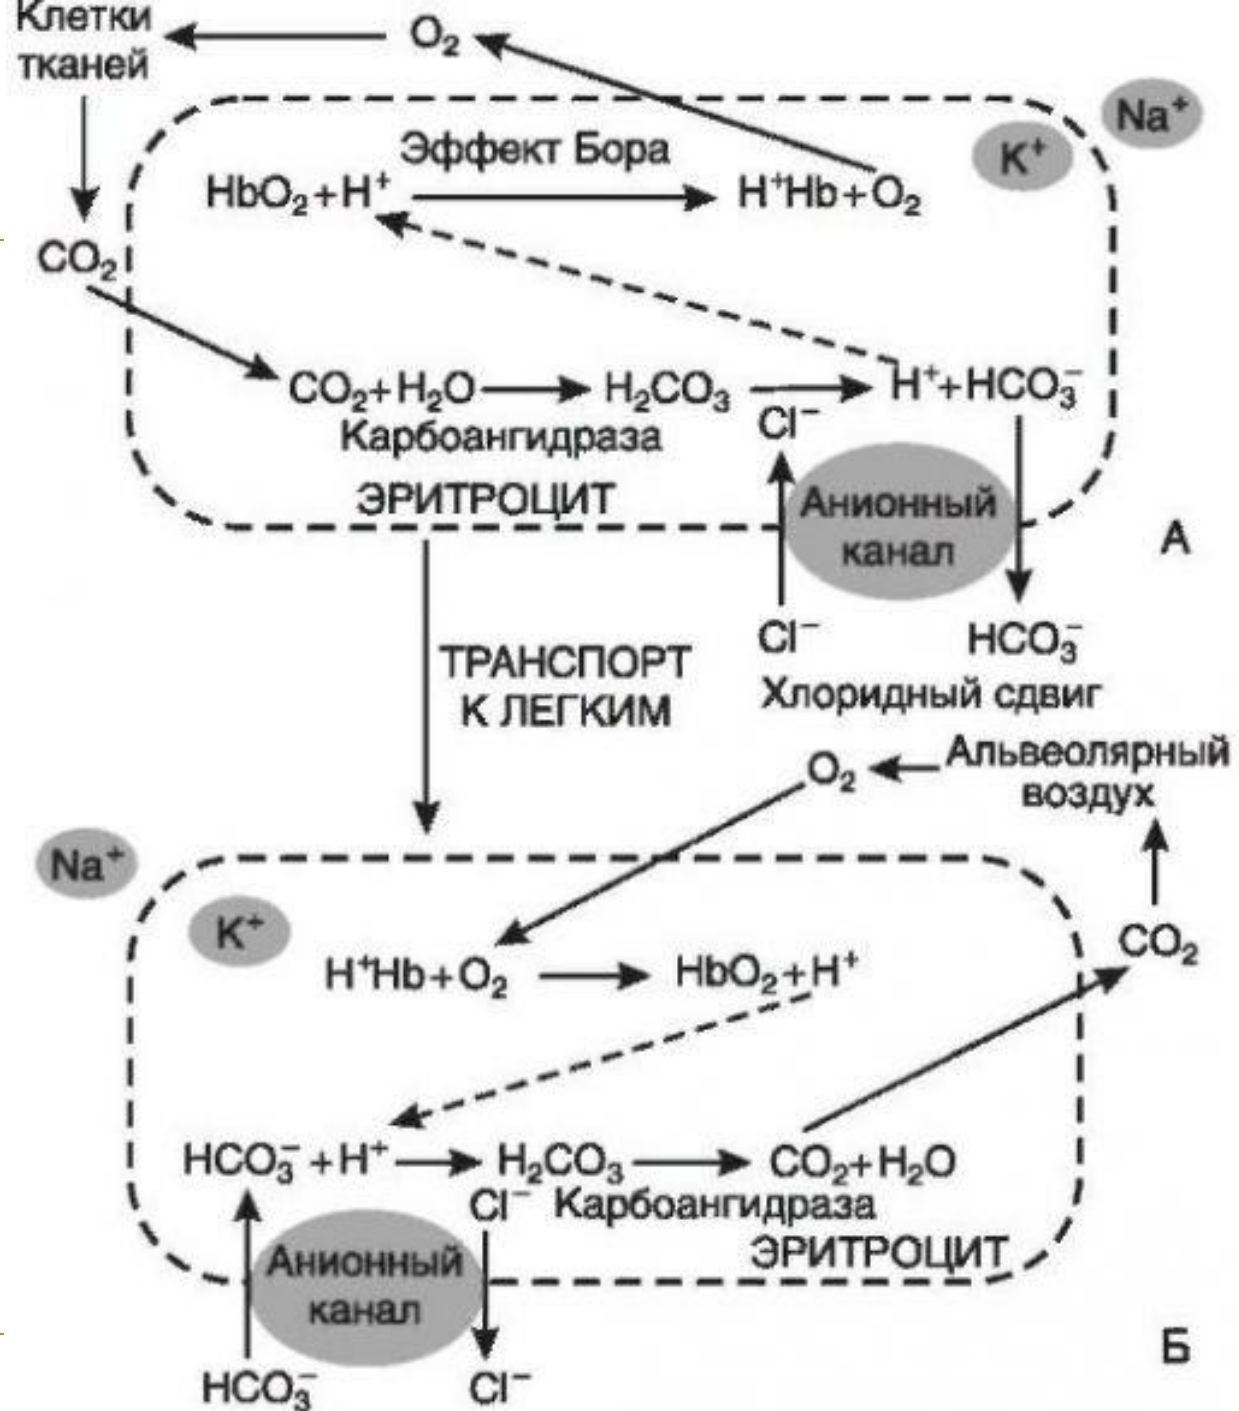 Клетки
тканей
O₂
Na⁺
K⁺
Эффект Бора
HbO₂+H⁺
H⁺Hb+O₂
CO₂
CO₂+H₂O
H₂CO₃
H⁺+HCO₃⁻
Карбоангидраза
Cl⁻
ЭРИТРОЦИТ
Анионный
канал
А
Cl⁻
HCO₃⁻
Хлоридный сдвиг
ТРАНСПОРТ
К ЛЕГКИМ
O₂
Альвеолярный
воздух
Na⁺
K⁺
CO₂
H⁺Hb+O₂
HbO₂+H⁺
HCO₃⁻+H⁺
H₂CO₃
CO₂+H₂O
Cl⁻
Карбоангидраза
ЭРИТРОЦИТ
Анионный
канал
Б
HCO₃⁻
Cl⁻